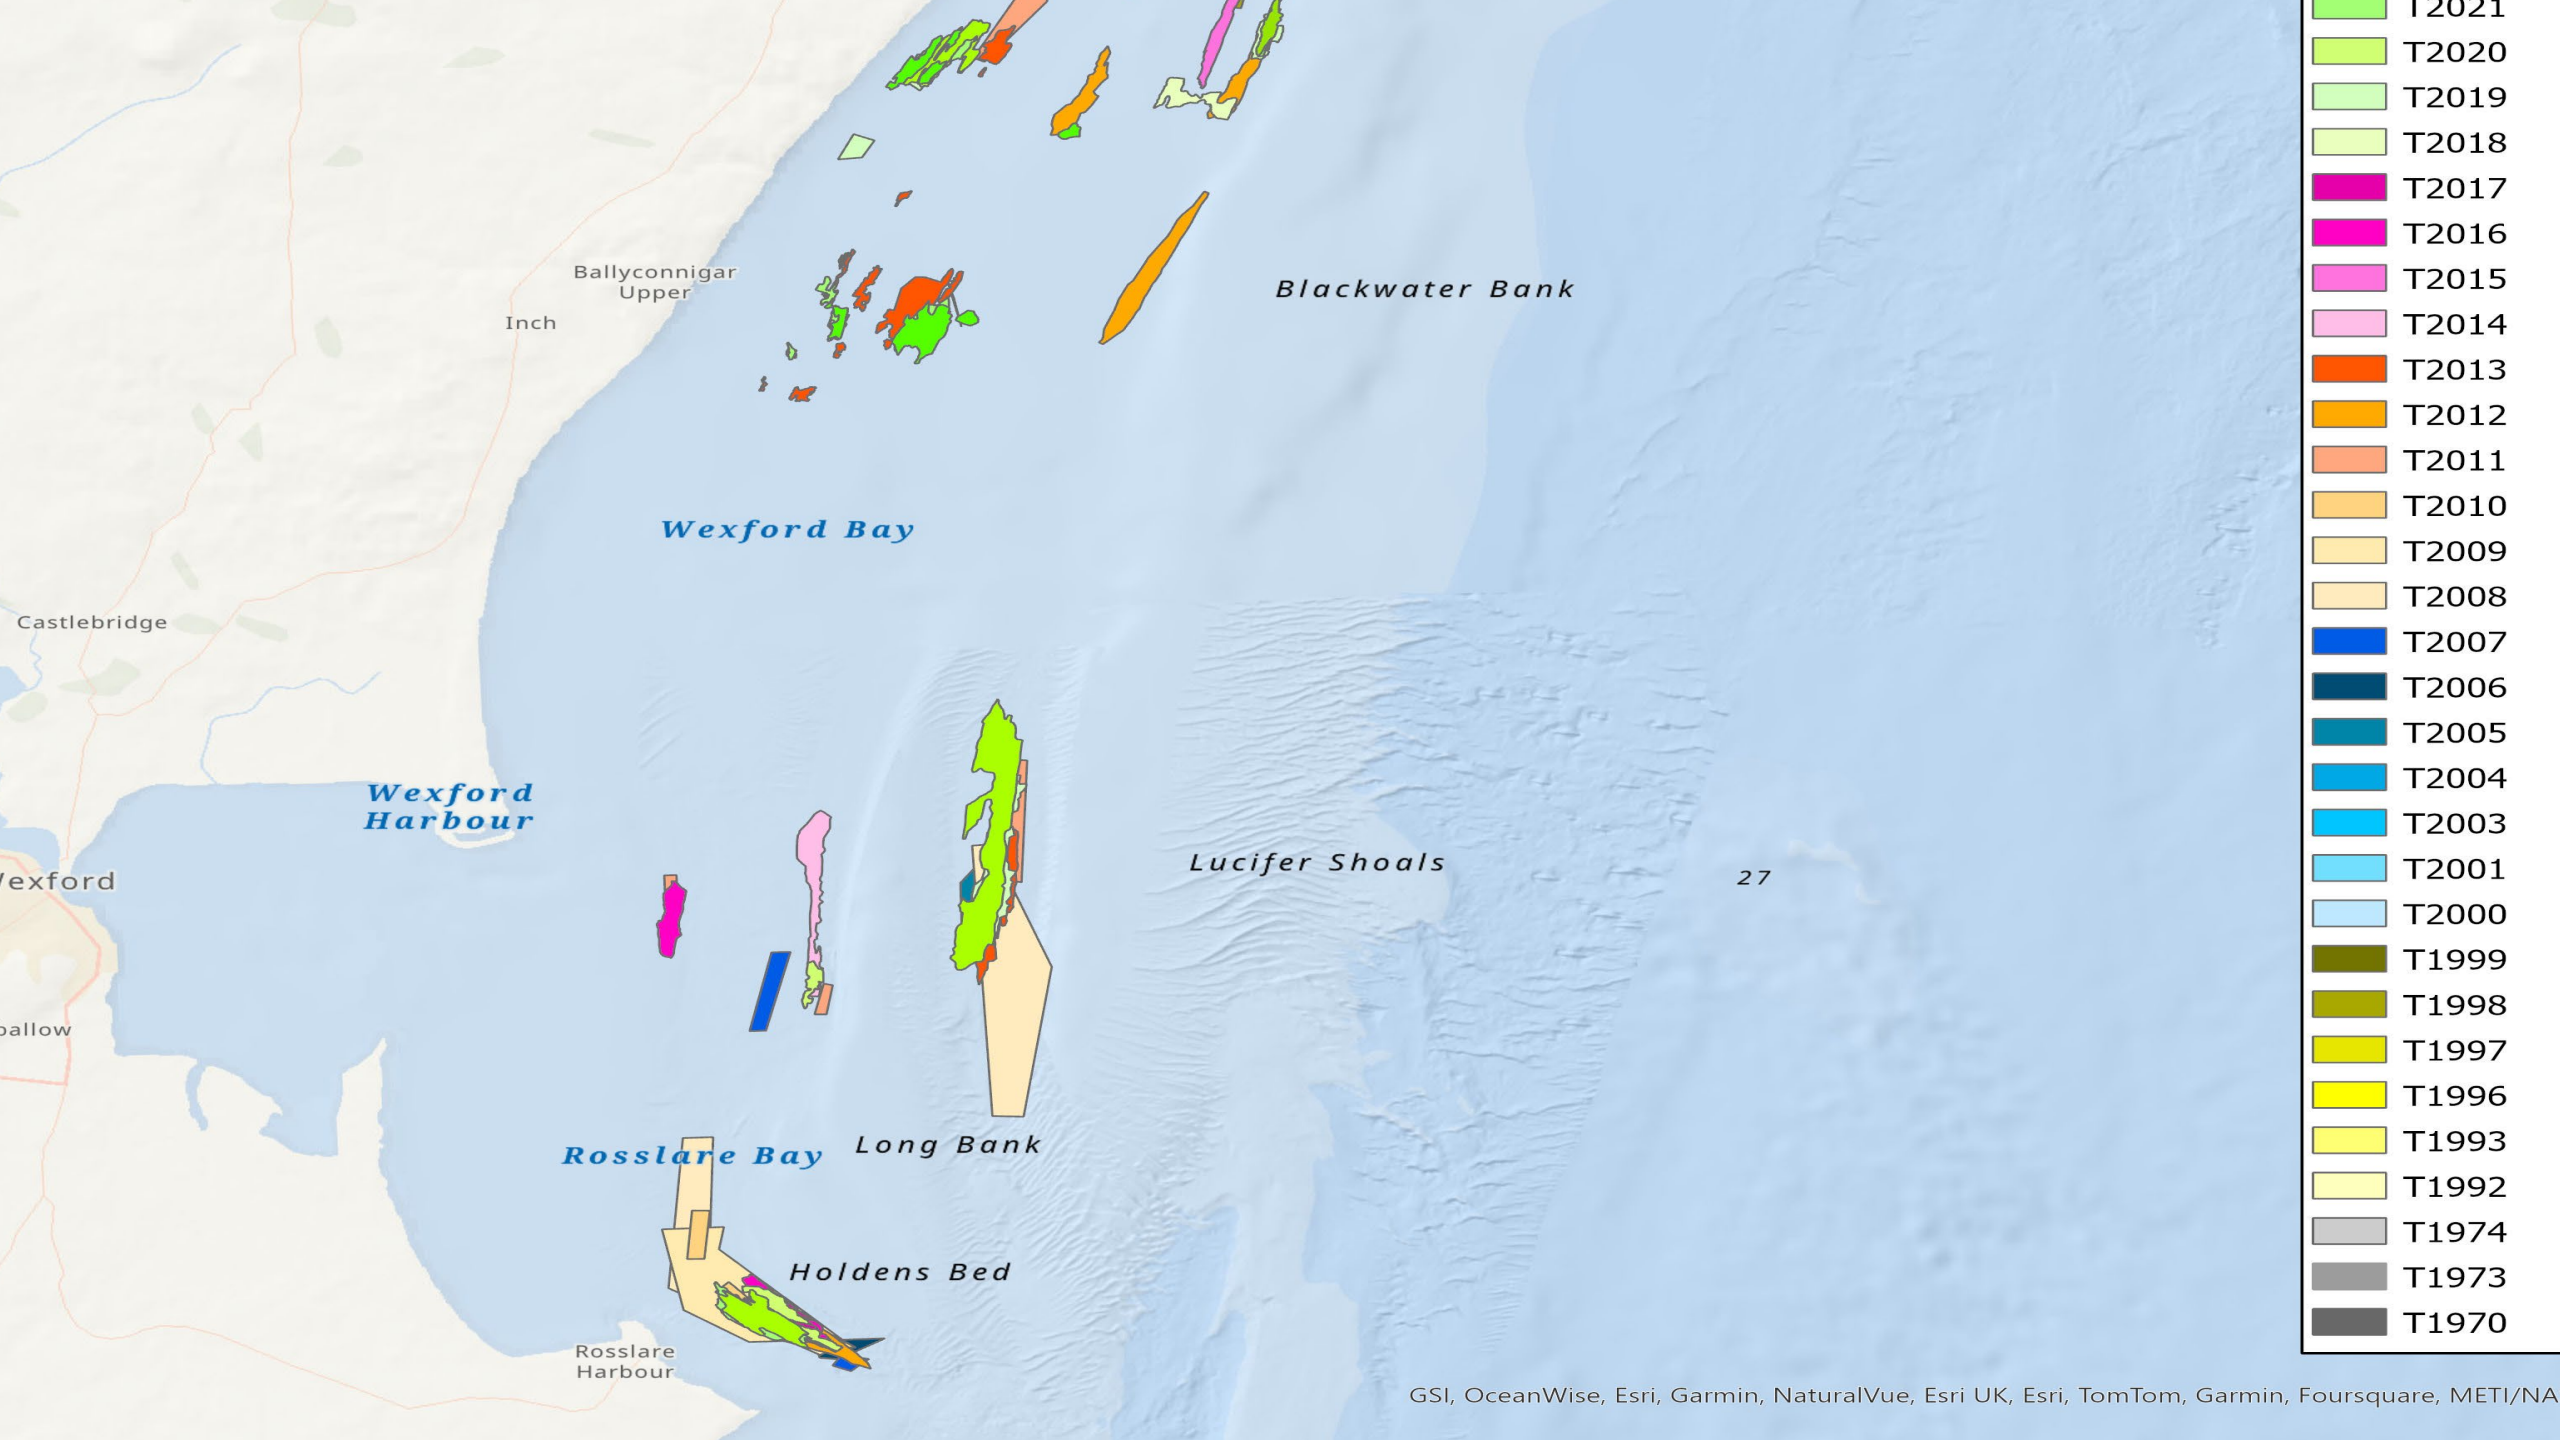 Ballyconnigar
Upper
Inch
Blackwater Bank
Wexford Bay
Castlebridge
Wexford
Harbour
Lucifer Shoals
27
Rosslare Bay
Long Bank
Holdens Bed
Rosslare
Harbour
T2021
T2020
T2019
T2018
T2017
T2016
T2015
T2014
T2013
T2012
T2011
T2010
T2009
T2008
T2007
T2006
T2005
T2004
T2003
T2001
T2000
T1999
T1998
T1997
T1996
T1993
T1992
T1974
T1973
T1970
GSI, OceanWise, Esri, Garmin, NaturalVue, Esri UK, Esri, TomTom, Garmin, Foursquare, METI/NA